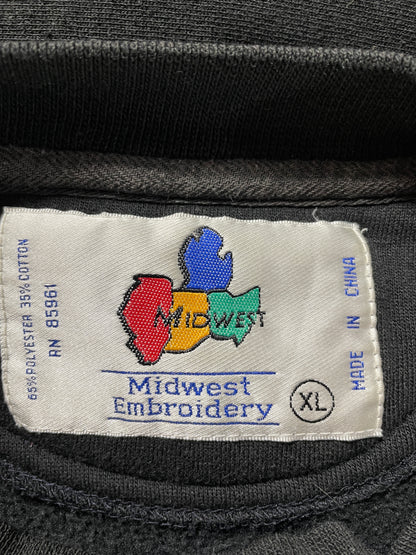 65% POLYESTER 35% COTTON
RN 85961
MIDWEST
Midwest
Embroidery
XL
MADE IN CHINA